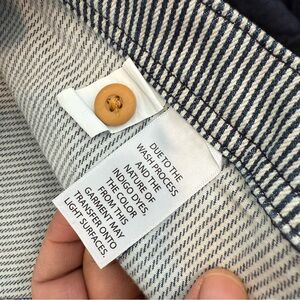 DUE TO THE
WASH PROCESS
AND THE
NATURE OF
INDIGO DYES,
THE COLOR
FROM THIS
GARMENT MAY
TRANSFER ONTO
LIGHT SURFACES.